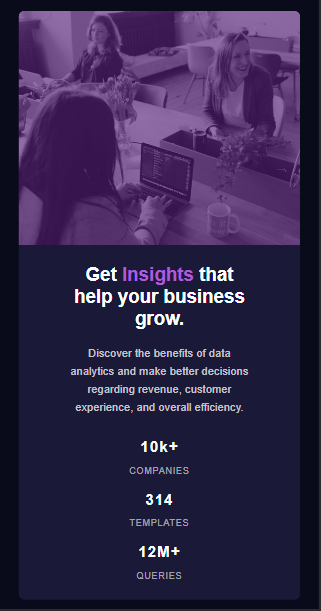 Get Insights that
help your business
grow.
Discover the benefits of data
analytics and make better decisions
regarding revenue, customer
experience, and overall efficiency.
10k+
COMPANIES
314
TEMPLATES
12M+
QUERIES